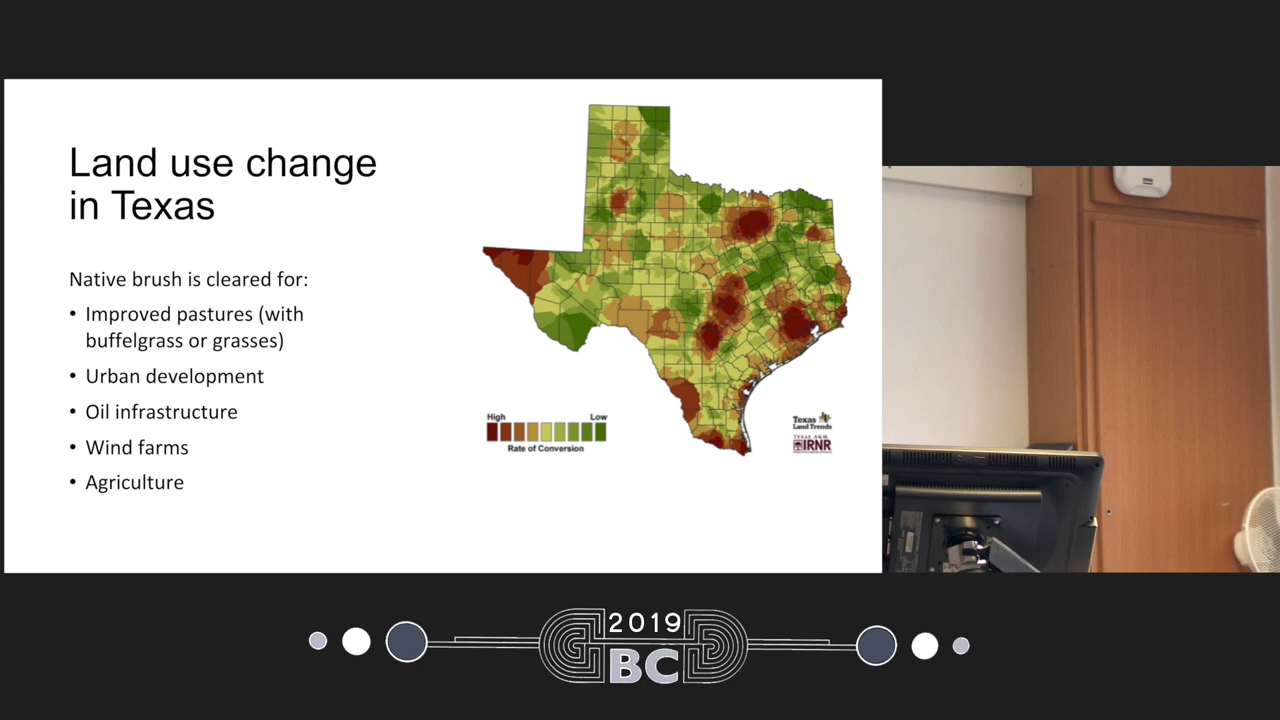 Land use change
in Texas
Native brush is cleared for:
• Improved pastures (with
buffelgrass or grasses)
• Urban development
• Oil infrastructure
• Wind farms
• Agriculture
High Low
Rate of Conversion
Texas
Land Trends
TEXAS A&M
IRNR
2019
BC